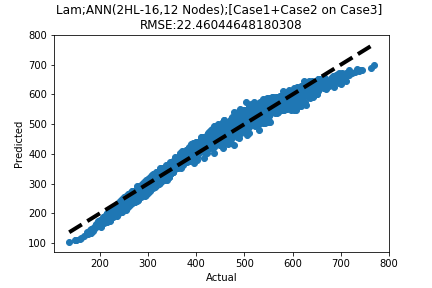 Lam;ANN(2HL-16,12 Nodes);[Case1+Case2 on Case3]
RMSE:22.46044648180308
800
700
600
500
400
300
200
100
Predicted
200 300 400 500 600 700 800
Actual